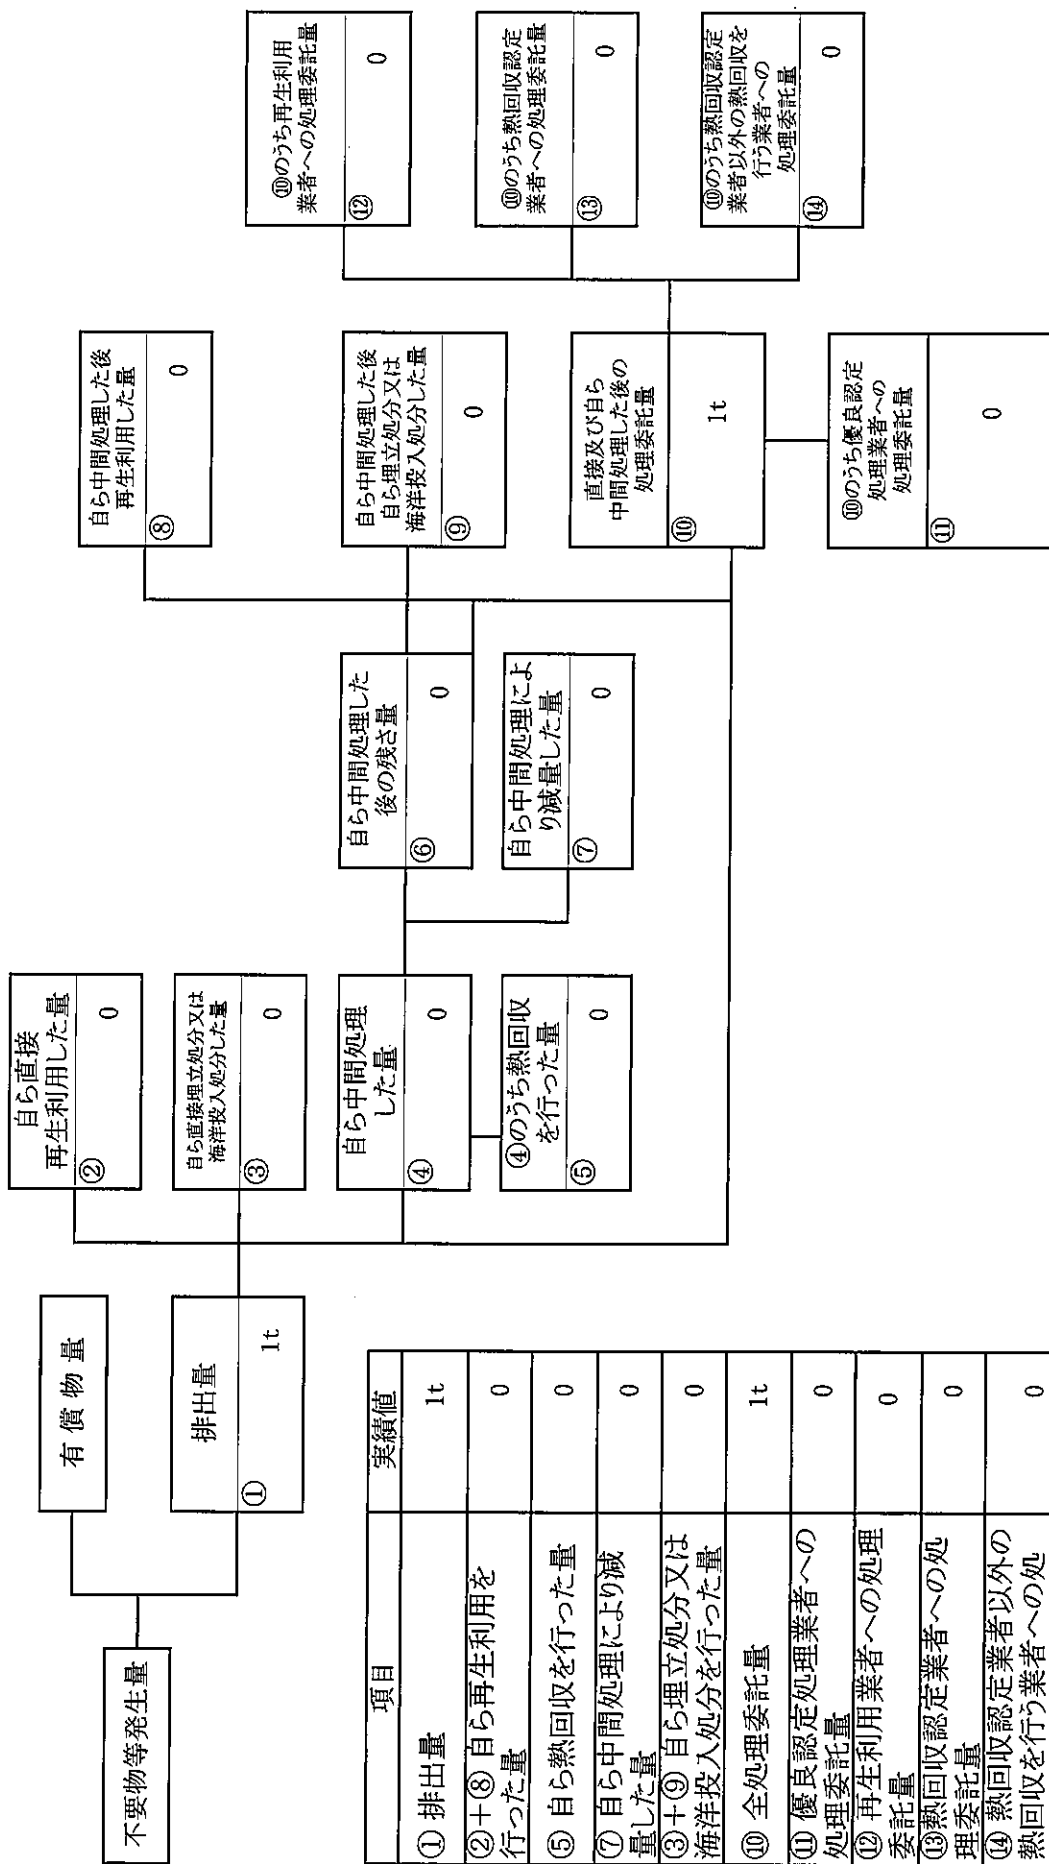 不要物等発生量
有償物量
排出量
①
1t
自ら直接
再生利用した量
②
0
自ら直接埋立処分又は
海洋投入処分した量
③
0
自ら中間処理
した量
④
0
④のうち熱回収
を行った量
⑤
0
自ら中間処理した
後の残さ量
⑥
0
自ら中間処理によ
り減量した量
⑦
0
自ら中間処理した後
再生利用した量
⑧
0
自ら中間処理した後
自ら埋立処分又は
海洋投入処分した量
⑨
0
直接及び自ら
中間処理した後の
処理委託量
⑩
1t
⑩のうち優良認定
処理業者への
処理委託量
⑪
0
⑩のうち再生利用
業者への処理委託量
⑫
0
⑩のうち熱回収認定
業者への処理委託量
⑬
0
⑩のうち熱回収認定
業者以外の熱回収を
行う業者への
処理委託量
⑭
0
項目 実績値
① 排出量 1t
②+⑧ 自ら再生利用を
行った量 0
⑤ 自ら熱回収を行った量 0
⑦ 自ら中間処理により減
量した量 0
③+⑨ 自ら埋立処分又は
海洋投入処分を行った量 0
⑩ 全処理委託量 1t
⑪ 優良認定処理業者への
処理委託量 0
⑫ 再生利用業者への処理
委託量 0
⑬熱回収認定業者への処
理委託量 0
⑭ 熱回収認定業者以外の
熱回収を行う業者への処 0